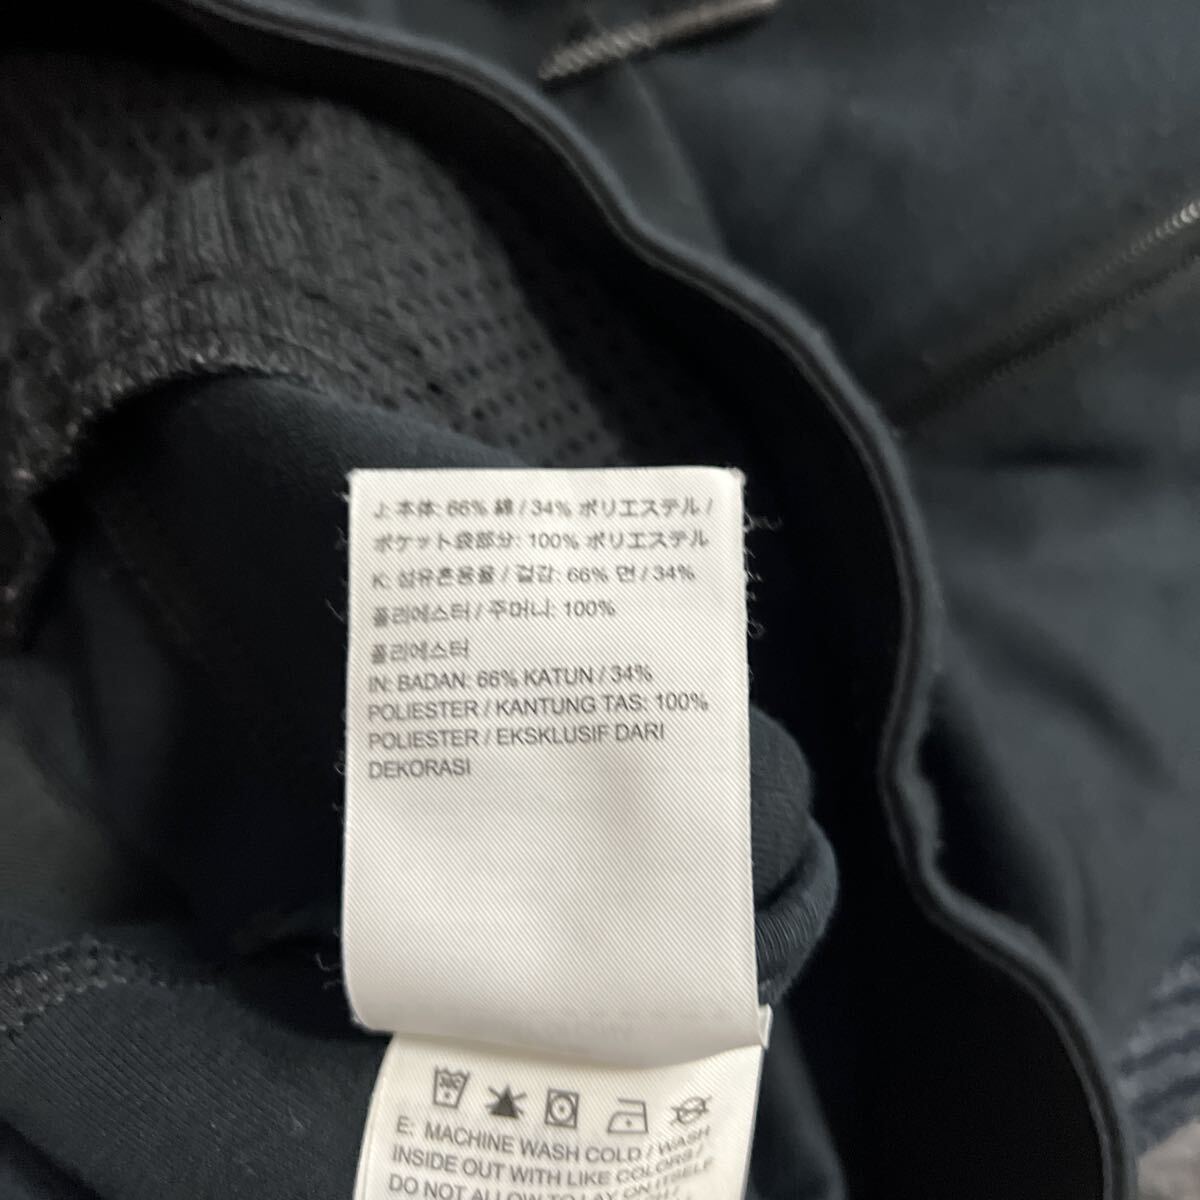 J: 本体: 66% 綿 / 34% ポリエステル /
ポケット袋部分: 100% ポリエステル
K: 섬유혼용율 / 겉감: 66% 면 / 34%
폴리에스터 / 주머니: 100%
폴리에스터
IN: BADAN: 66% KATUN / 34%
POLIESTER / KANTUNG TAS: 100%
POLIESTER / EKSKLUSIF DARI
DEKORASI
30C
E: MACHINE WASH COLD / WASH
INSIDE OUT WITH LIKE COLORS /
DO NOT ALLOW TO LAY ON ITSELF